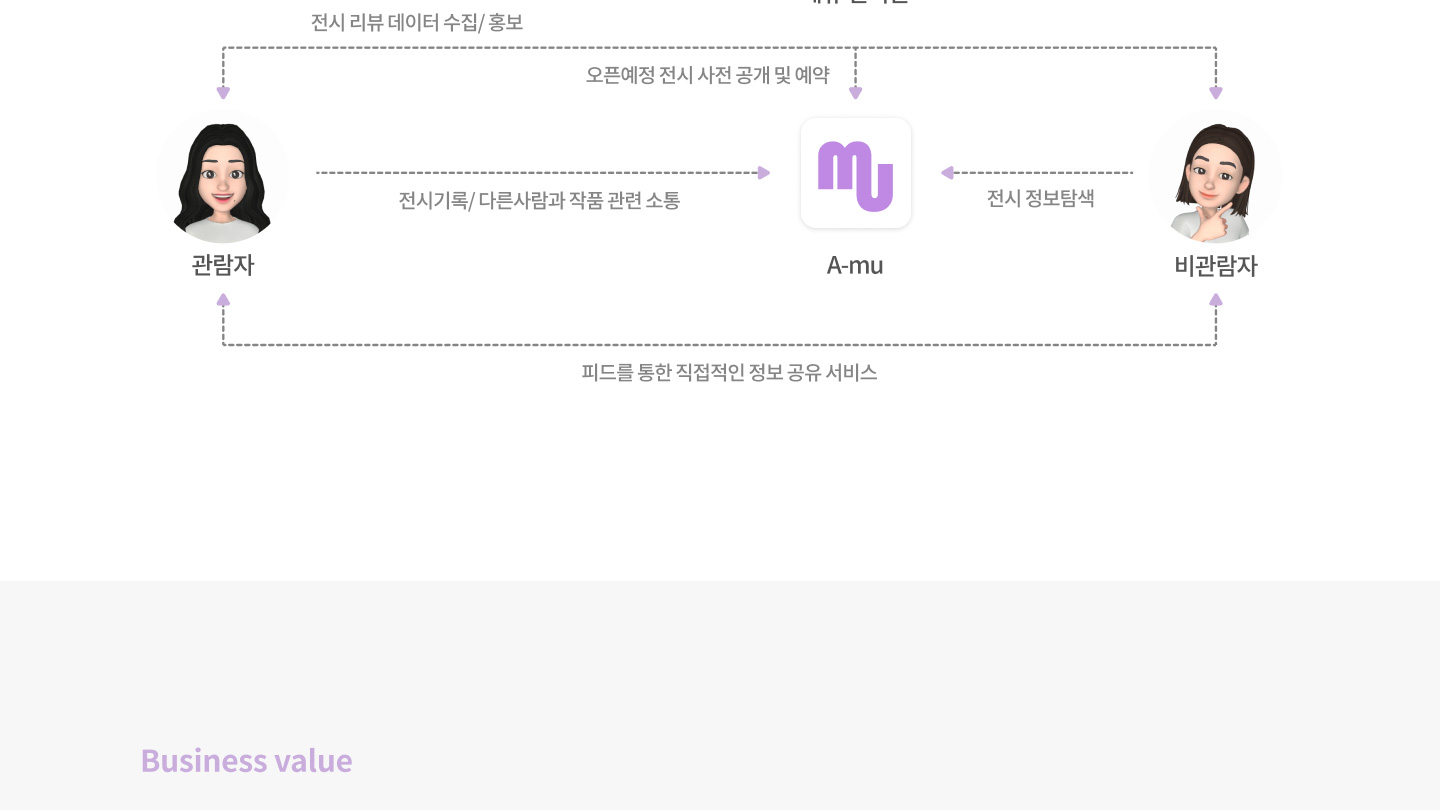 전시 리뷰 데이터 수집/ 홍보
오픈예정 전시 사전 공개 및 예약
mu
전시기록/ 다른사람과 작품 관련 소통
전시 정보탐색
관람자
A-mu
비관람자
피드를 통한 직접적인 정보 공유 서비스
Business value